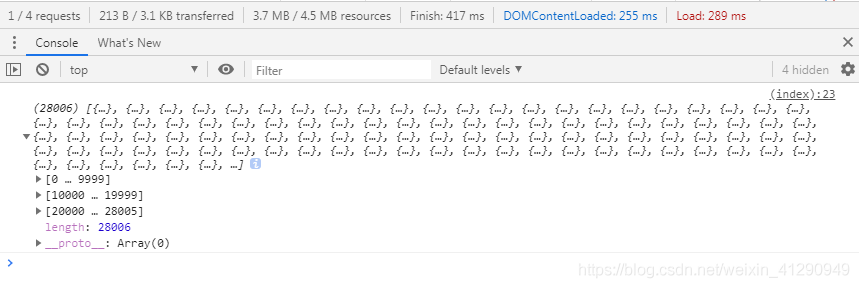 1 / 4 requests 213 B / 3.1 KB transferred 3.7 MB / 4.5 MB resources Finish: 417 ms DOMContentLoaded: 255 ms Load: 289 ms
Console What's New
top Filter Default levels ▼ 4 hidden
(index):23
(28006) [{…}, {…}, {…}, {…}, {…}, {…}, {…}, {…}, {…}, {…}, {…}, {…}, {…}, {…}, {…}, {…}, {…}, {…}, {…}, {…}, {…}, {…},
{…}, {…}, {…}, {…}, {…}, {…}, {…}, {…}, {…}, {…}, {…}, {…}, {…}, {…}, {…}, {…}, {…}, {…}, {…}, {…}, {…}, {…}, {…}, {…},
{…}, {…}, {…}, {…}, {…}, {…}, {…}, {…}, {…}, {…}, {…}, {…}, {…}, {…}, {…}, {…}, {…}, {…}, {…}, {…}, {…}, {…}, {…}, {…},
{…}, {…}, {…}, {…}, {…}, {…}, {…}, {…}, {…}, {…}, {…}, {…}, {…}, {…}, {…}, {…}, {…}, {…}, {…}, {…}, {…}, {…}, {…}, {…},
{…}, {…}, {…}, {…}, {…}, {…}, …] i
[0 … 9999]
[10000 … 19999]
[20000 … 28005]
length: 28006
__proto__: Array(0)
https://blog.csdn.net/weixin_41290949